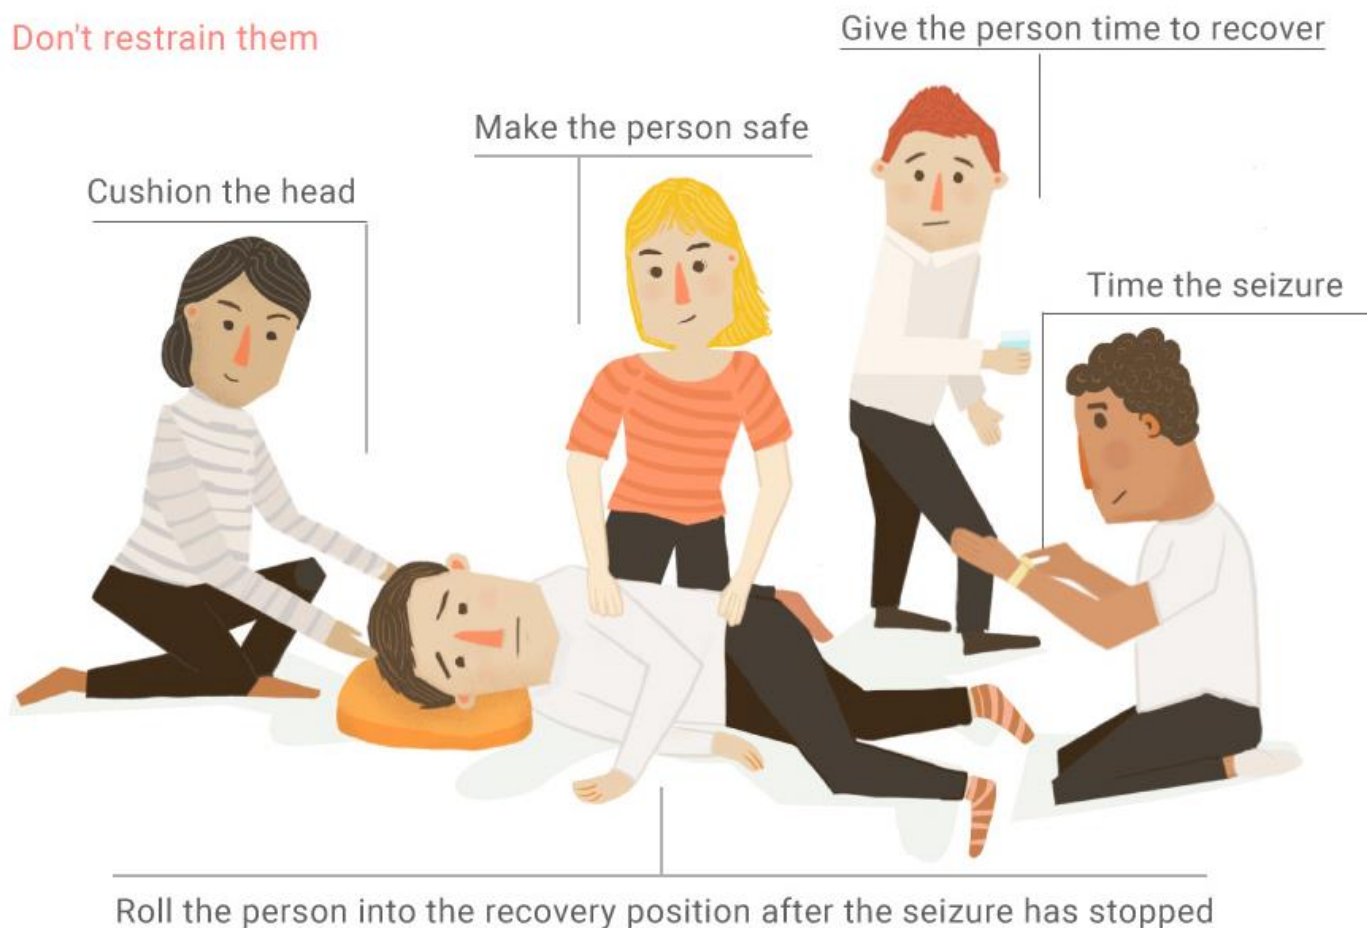 Don't restrain them
Give the person time to recover
Make the person safe
Cushion the head
Time the seizure
Roll the person into the recovery position after the seizure has stopped